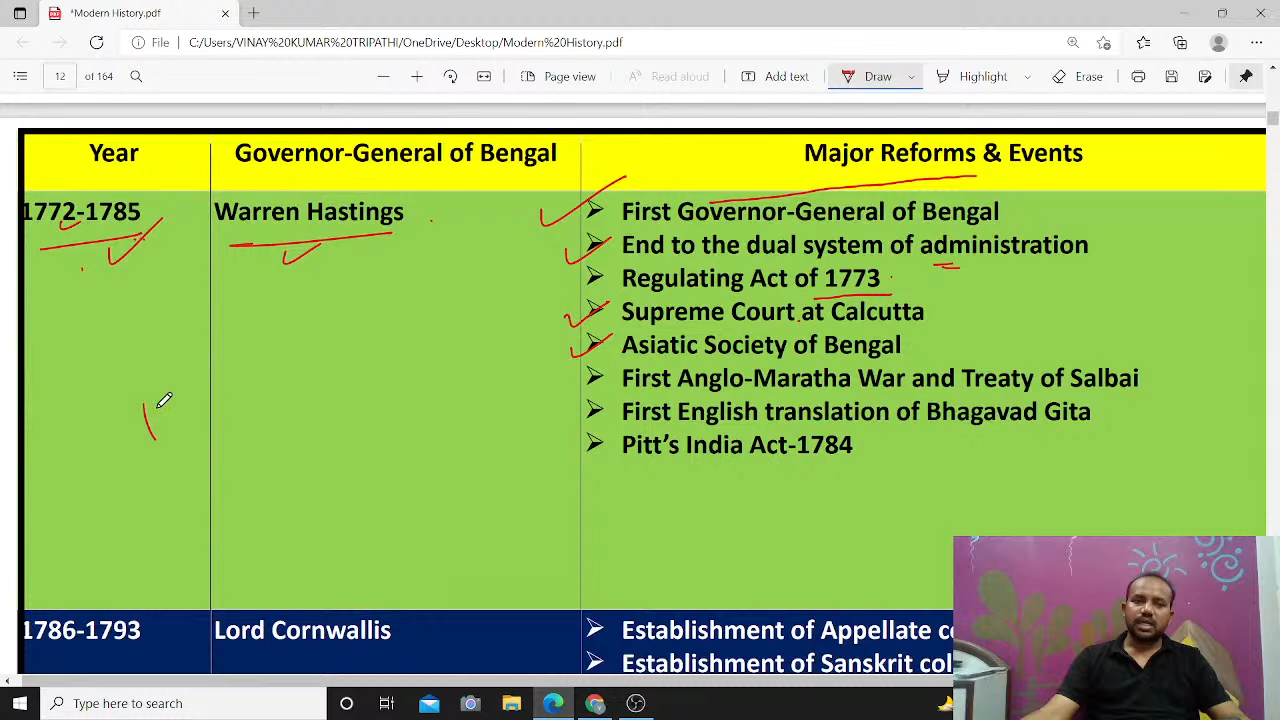 *Modern History.pdf
File
C:/Users/VINAY%20KUMAR%20TRIPATHI/OneDrive/Desktop/Modern%20History.pdf
12 of 164
Page view
Read aloud
Add text
Draw
Highlight
Erase
Year
Governor-General of Bengal
Major Reforms & Events
1772-1785
Warren Hastings
First Governor-General of Bengal
End to the dual system of administration
Regulating Act of 1773
Supreme Court at Calcutta
Asiatic Society of Bengal
First Anglo-Maratha War and Treaty of Salbai
First English translation of Bhagavad Gita
Pitt’s India Act-1784
1786-1793
Lord Cornwallis
Establishment of Appellate co
Establishment of Sanskrit col
Type here to search